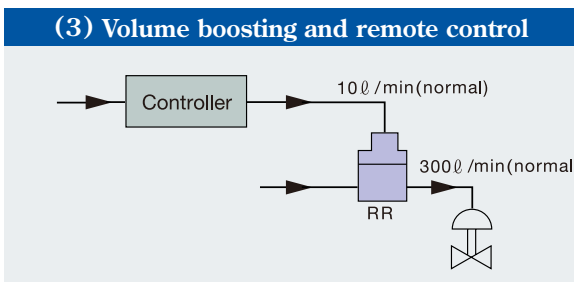 (3) Volume boosting and remote control
10ℓ/min(normal)
Controller
300ℓ/min(normal
RR